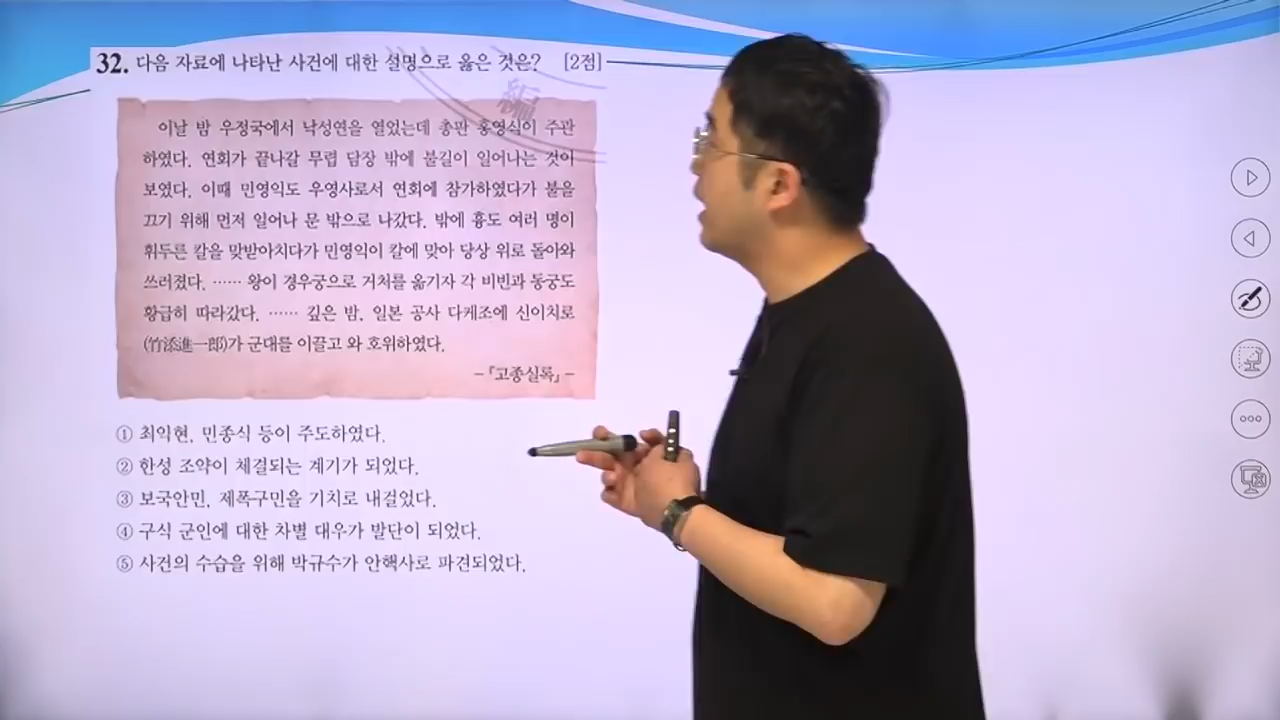 32. 다음 자료에 나타난 사건에 대한 설명으로 옳은 것은? [2점]
이날 밤 우정국에서 낙성연을 열었는데 총판 홍영식이 주관
하였다. 연회가 끝나갈 무렵 담장 밖에 불길이 일어나는 것이
보였다. 이때 민영익도 우영사로서 연회에 참가하였다가 불을
끄기 위해 먼저 일어나 문 밖으로 나갔다. 밖에 흉도 여러 명이
휘두른 칼을 맞받아치다가 민영익이 칼에 맞아 당상 위로 돌아와
쓰러졌다. …… 왕이 경우궁으로 거처를 옮기자 각 비빈과 동궁도
황급히 따라갔다. …… 깊은 밤, 일본 공사 다케조에 신이치로
(竹添進一郎)가 군대를 이끌고 와 호위하였다.
-『고종실록』-
① 최익현, 민종식 등이 주도하였다.
② 한성 조약이 체결되는 계기가 되었다.
③ 보국안민, 제폭구민을 기치로 내걸었다.
④ 구식 군인에 대한 차별 대우가 발단이 되었다.
⑤ 사건의 수습을 위해 박규수가 안핵사로 파견되었다.
編